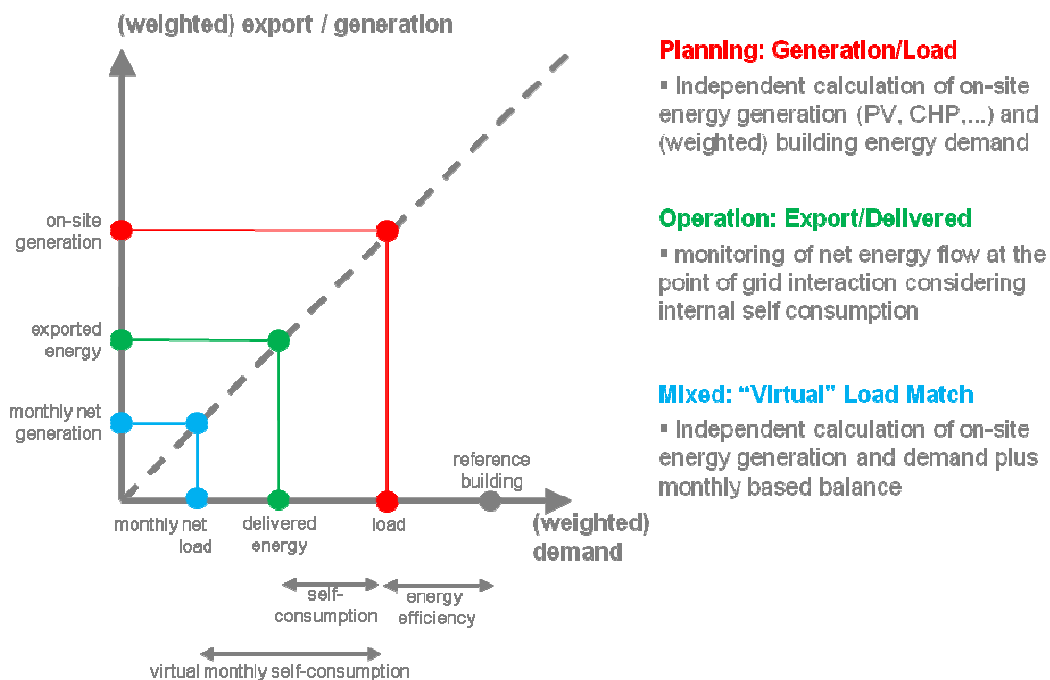 (weighted) export / generation
on-site
generation
exported
energy
monthly net
generation
reference
building
monthly net
load
delivered
energy
load
(weighted)
demand
self-
consumption
energy
efficiency
virtual monthly self-consumption
Planning: Generation/Load
▪ Independent calculation of on-site
energy generation (PV, CHP,...) and
(weighted) building energy demand
Operation: Export/Delivered
▪ monitoring of net energy flow at the
point of grid interaction considering
internal self consumption
Mixed: “Virtual” Load Match
▪ Independent calculation of on-site
energy generation and demand plus
monthly based balance